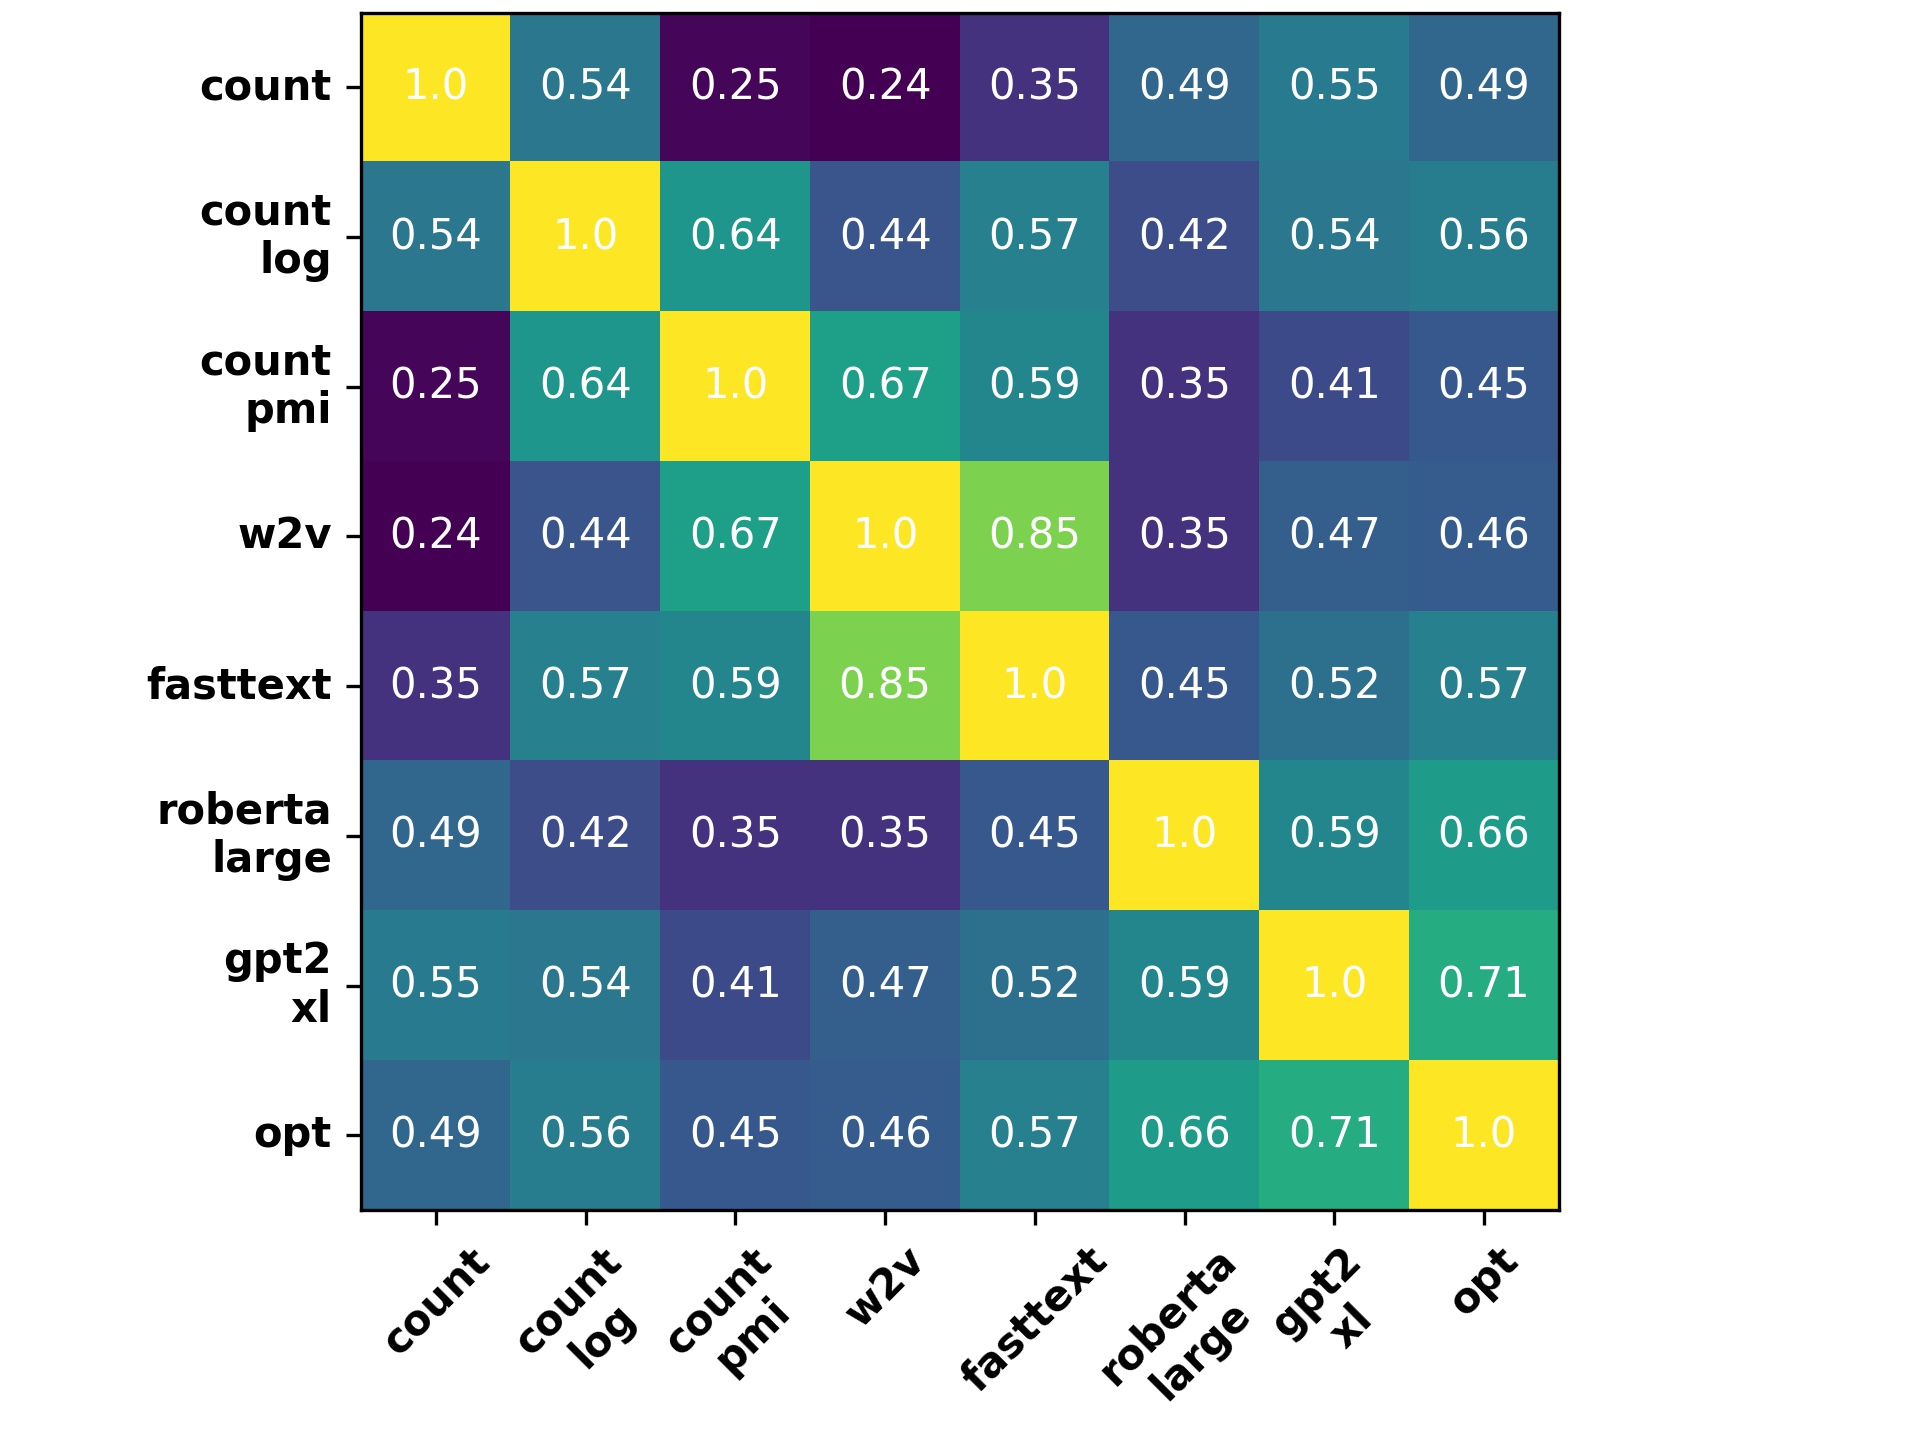 count 1.0 0.54 0.25 0.24 0.35 0.49 0.55 0.49
count
log 0.54 1.0 0.64 0.44 0.57 0.42 0.54 0.56
count
pmi 0.25 0.64 1.0 0.67 0.59 0.35 0.41 0.45
w2v 0.24 0.44 0.67 1.0 0.85 0.35 0.47 0.46
fasttext 0.35 0.57 0.59 0.85 1.0 0.45 0.52 0.57
roberta
large 0.49 0.42 0.35 0.35 0.45 1.0 0.59 0.66
gpt2
xl 0.55 0.54 0.41 0.47 0.52 0.59 1.0 0.71
opt 0.49 0.56 0.45 0.46 0.57 0.66 0.71 1.0
count
count
log
count
pmi
w2v
fasttext
roberta
large
gpt2
xl
opt